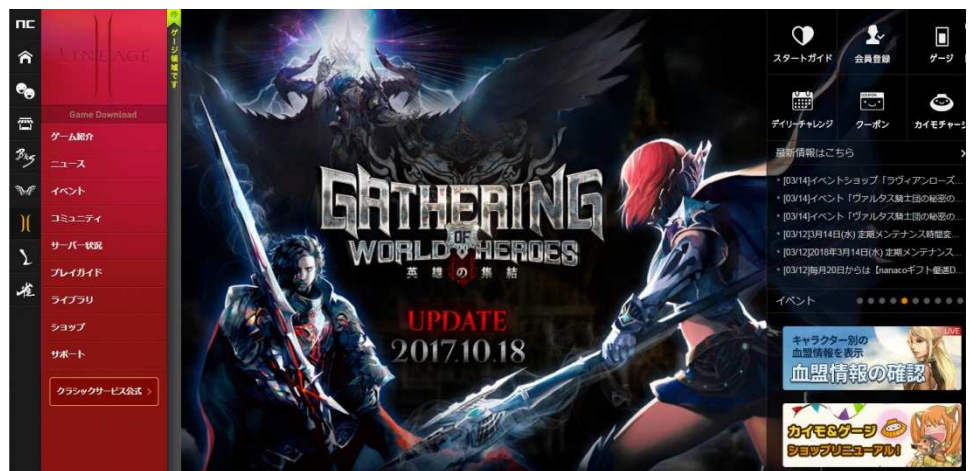 NC
LINEAGE
II
Game Download
ゲーム紹介
ニュース
イベント
コミュニティ
サーバー状況
プレイガイド
ライブラリ
ショップ
サポート
クラシックサービス公式 >
B&S
雀
ゲージ領域です
GATHERING
OF
WORLD HEROES
英雄の集結
UPDATE
2017.10.18
スタートガイド
会員登録
ゲージ
デイリーチャレンジ
クーポン
カイモチャージ
最新情報はこちら
[03/14]イベントショップ「ラヴィアンローズ...
[03/14]イベント「ヴァルタス騎士団の秘密の...
[03/14]イベント「ヴァルタス騎士団の秘密の...
[03/12]3月14日(水) 定期メンテナンス時間変...
[03/12]2018年3月14日(水) 定期メンテナンス...
[03/12]毎月20日からは【nanacoギフト優遇D...
イベント
LIVE
キャラクター別の
血盟情報を表示
血盟情報の確認
カイモ&ゲージ
ショップリニューアル!